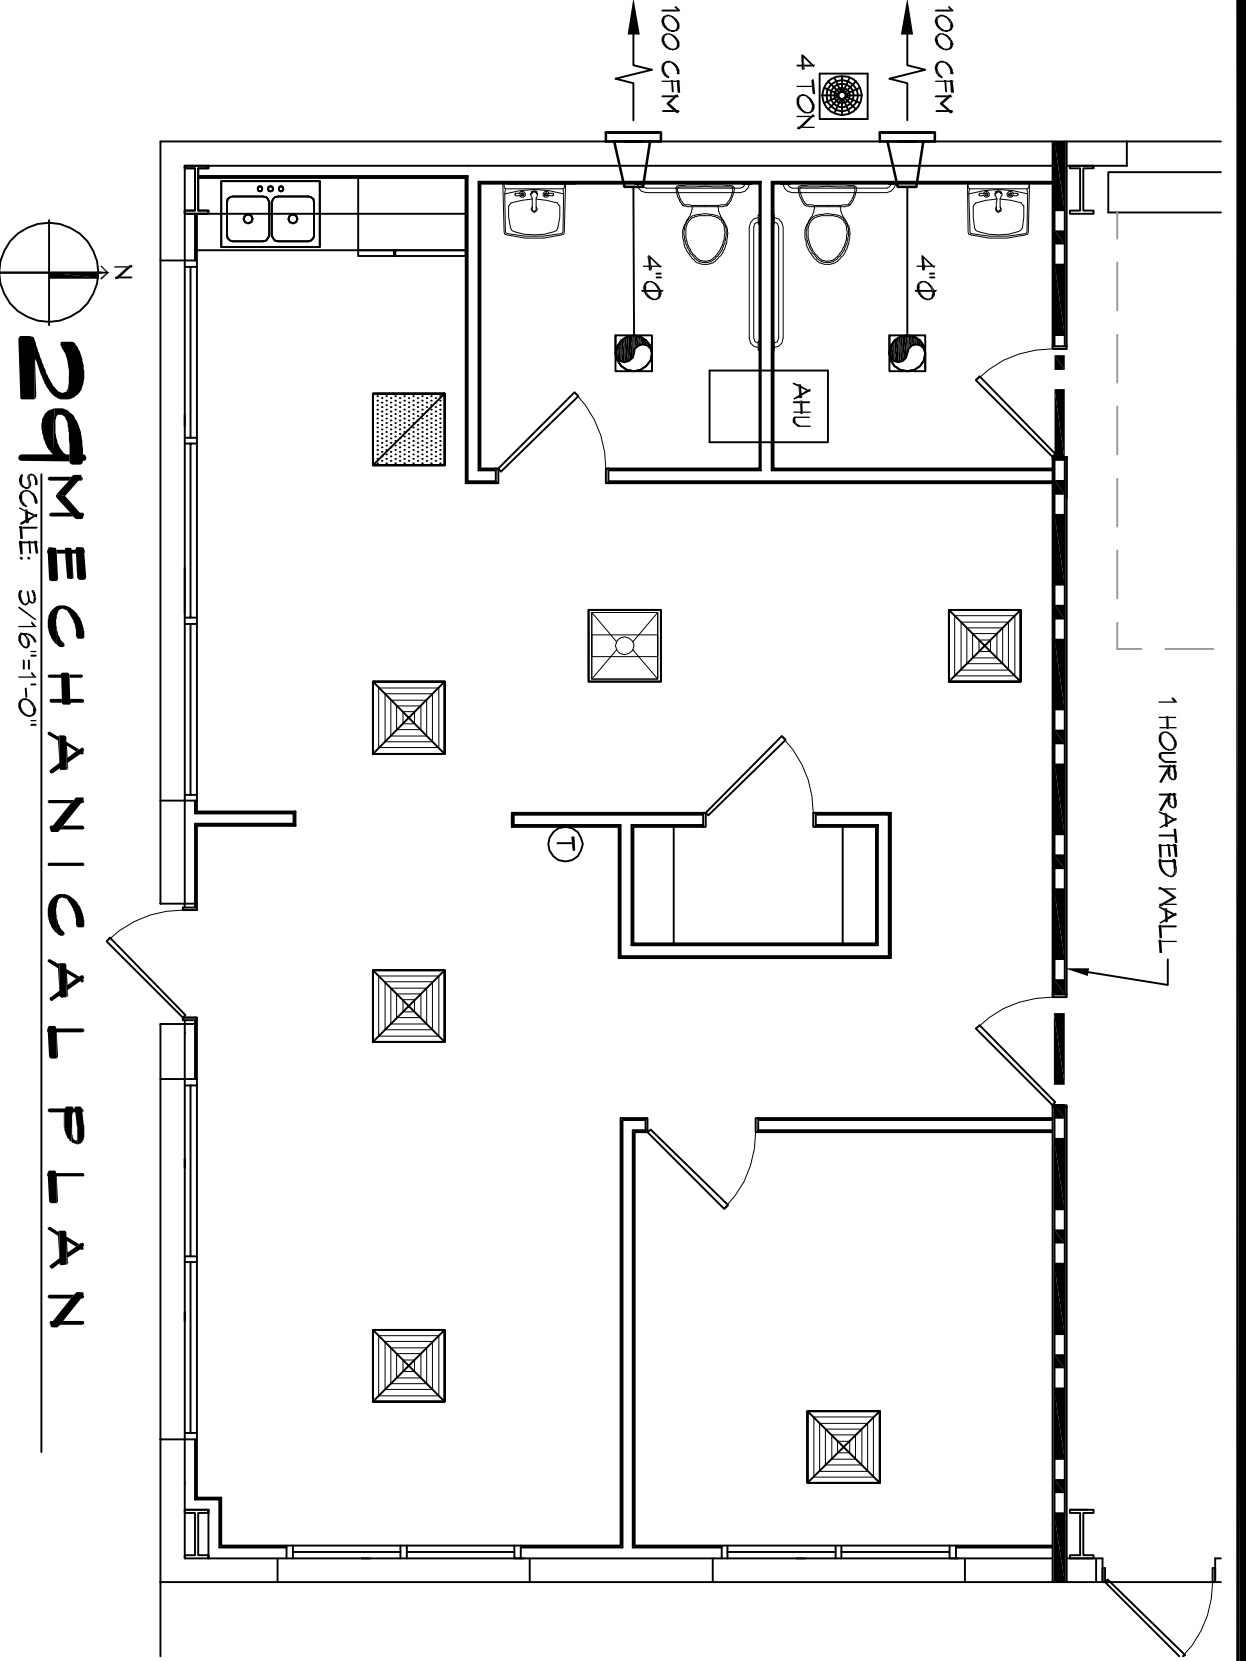 100 CFM
100 CFM
4 TON
4"Ø
4"Ø
AHU
T
1 HOUR RATED WALL
N
29 MECHANICAL PLAN
SCALE: 3/16"=1'-0"